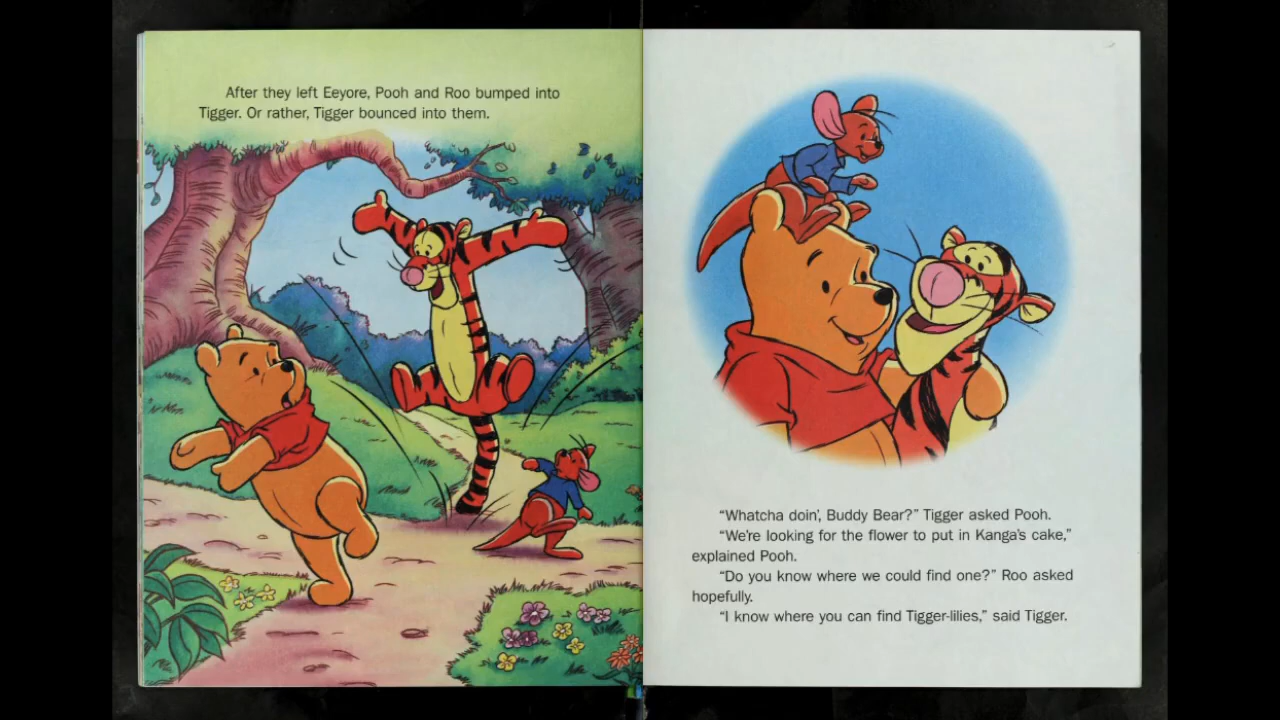 After they left Eeyore, Pooh and Roo bumped into
Tigger. Or rather, Tigger bounced into them.
“Whatcha doin’, Buddy Bear?” Tigger asked Pooh.
“We’re looking for the flower to put in Kanga’s cake,”
explained Pooh.
“Do you know where we could find one?” Roo asked
hopefully.
“I know where you can find Tigger-lilies,” said Tigger.